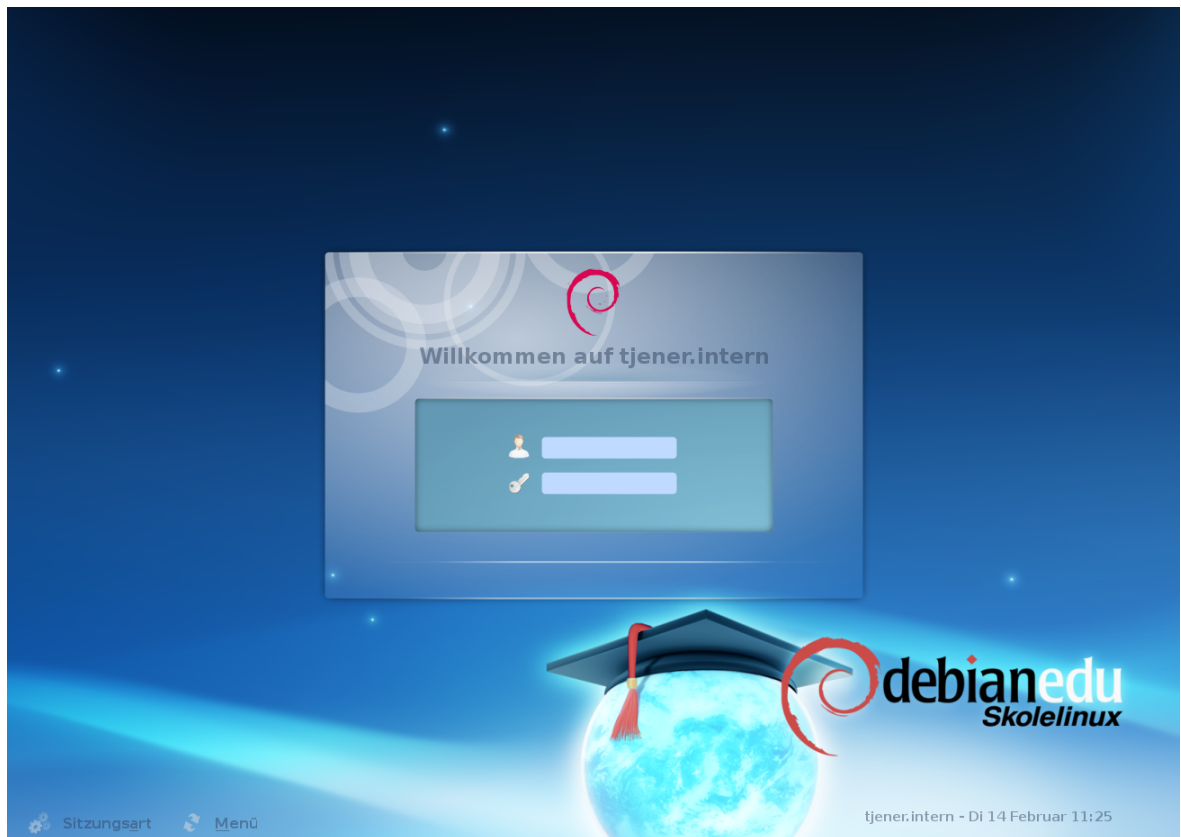 Willkommen auf tjener.intern
debianedu
Skolelinux
Sitzungsart
Menü
tjener.intern - Di 14 Februar 11:25